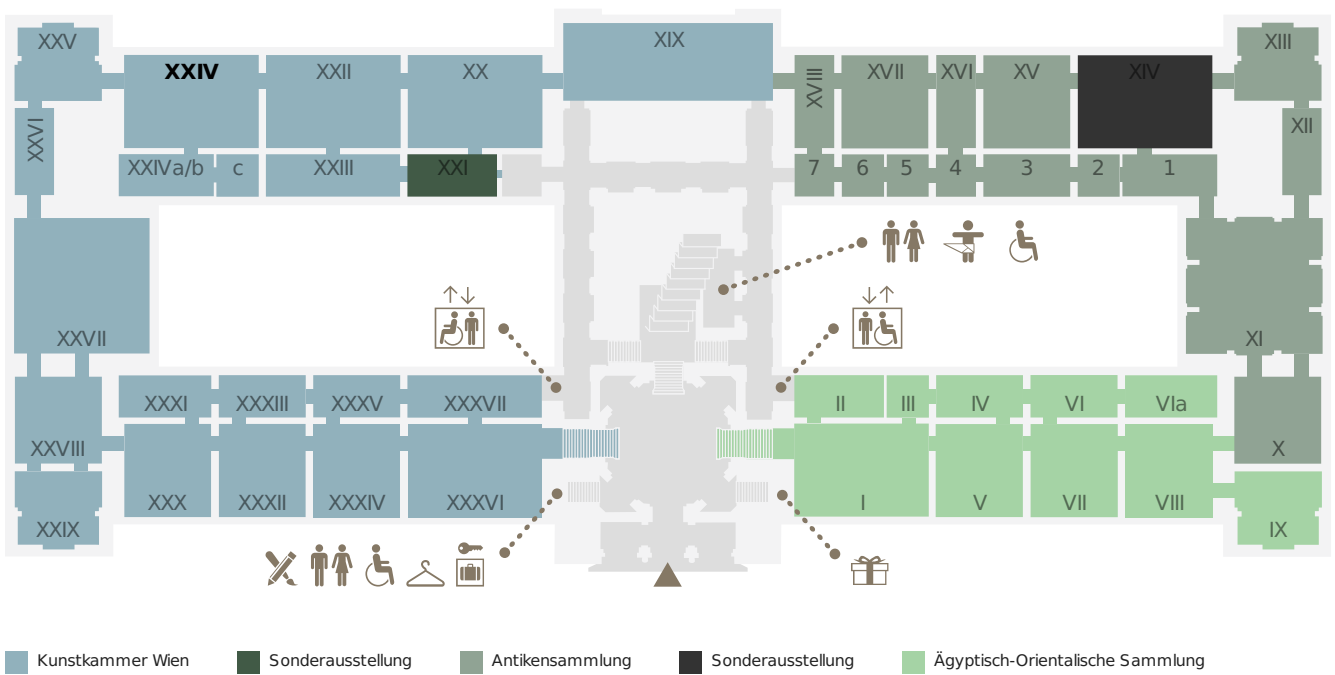 XXV
XIX
XIII
XXIV
XXII
XX
XVIII
XVII
XVI
XV
XIV
XXVI
XII
XXIVa/b
c
XXIII
XXI
7
6
5
4
3
2
1
XXVII
XI
XXXI
XXXIII
XXXV
XXXVII
II
III
IV
VI
VIa
XXVIII
X
XXX
XXXII
XXXIV
XXXVI
I
V
VII
VIII
XXIX
IX
Kunstkammer Wien
Sonderausstellung
Antikensammlung
Sonderausstellung
Ägyptisch-Orientalische Sammlung